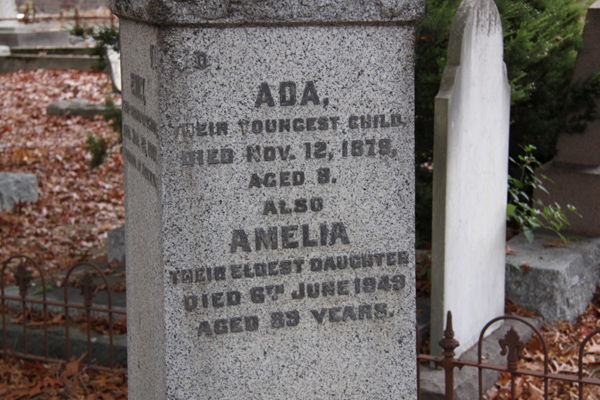 ADA,
THEIR YOUNGEST CHILD,
DIED NOV. 12, 1879,
AGED 8.
ALSO
AMELIA
THEIR ELDEST DAUGHTER
DIED 6TH JUNE 1949
AGED 89 YEARS.